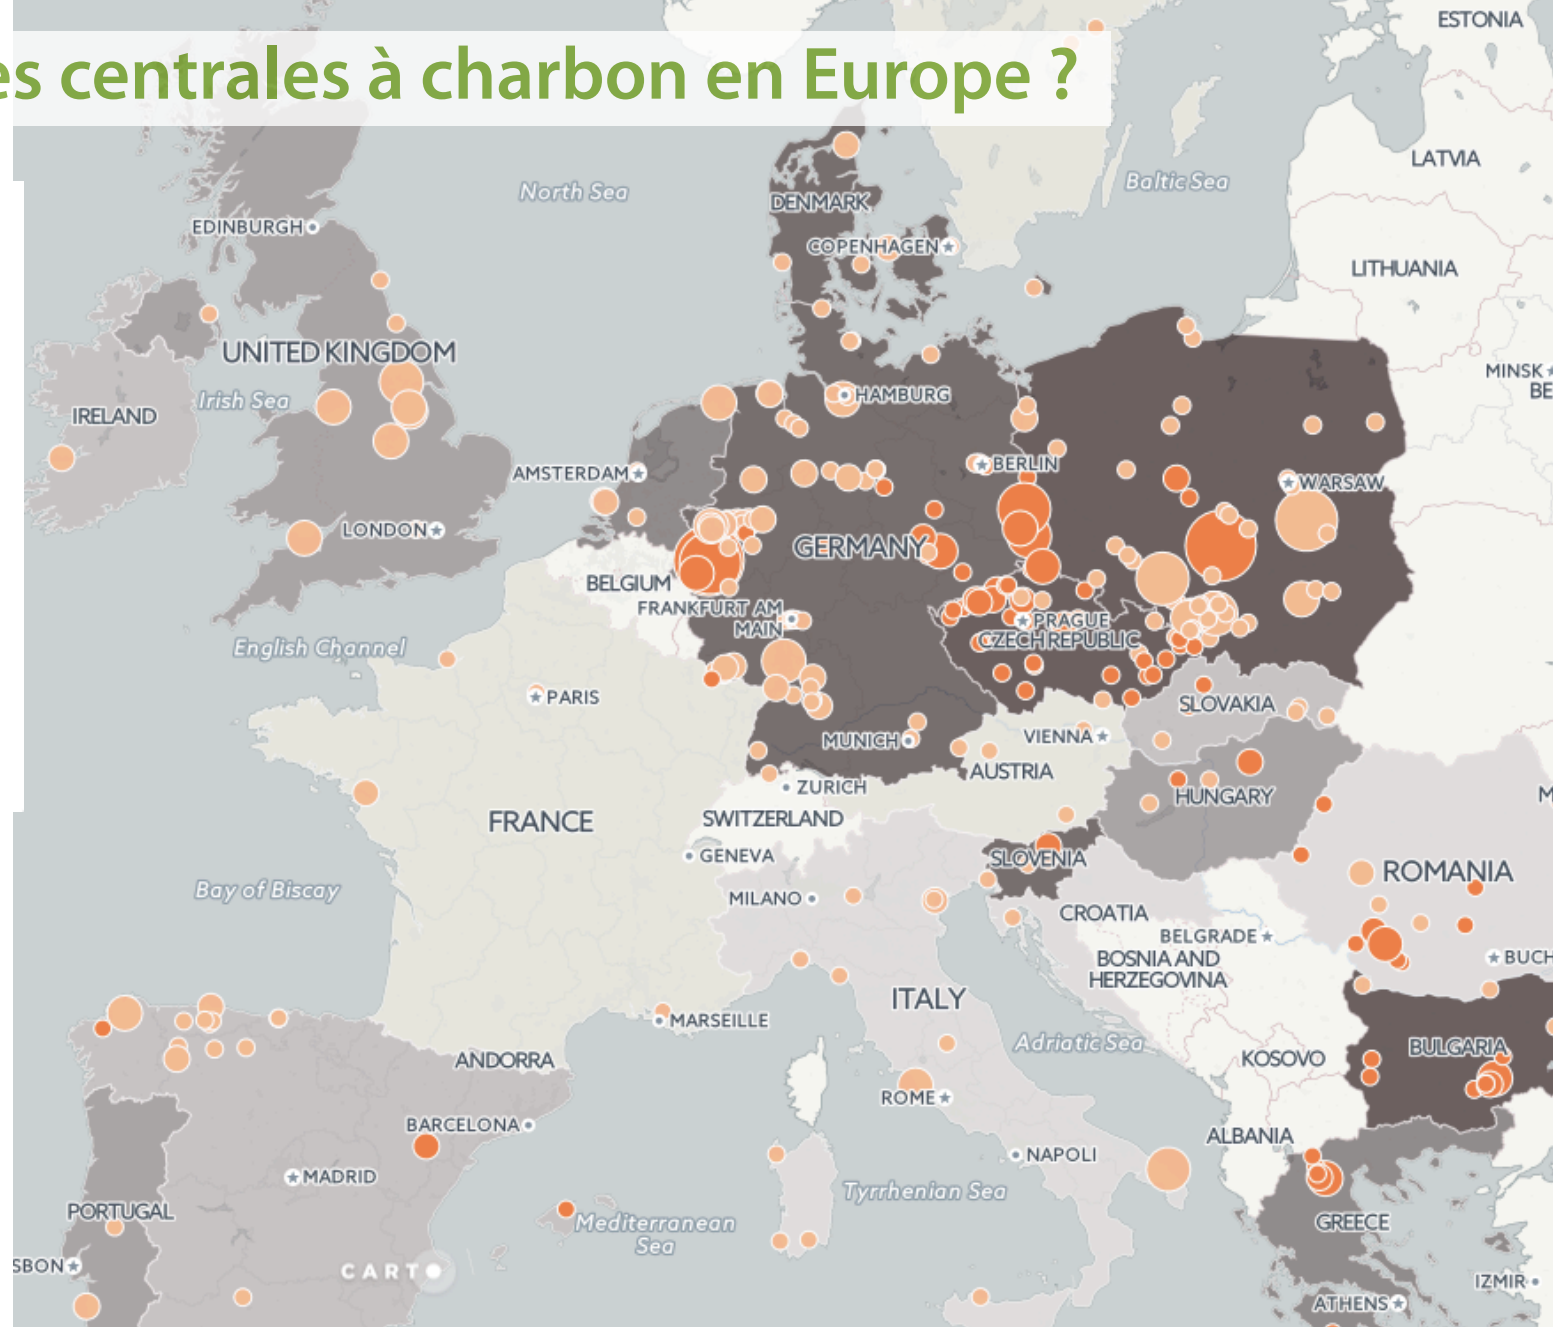 es centrales à charbon en Europe ?
ESTONIA
LATVIA
Baltic Sea
North Sea
DENMARK
EDINBURGH
COPENHAGEN
LITHUANIA
UNITED KINGDOM
MINSK
BE
Irish Sea
HAMBURG
IRELAND
BERLIN
AMSTERDAM
WARSAW
LONDON
GERMANY
BELGIUM
FRANKFURT AM
MAIN
PRAGUE
CZECH REPUBLIC
English Channel
PARIS
SLOVAKIA
MUNICH
VIENNA
AUSTRIA
ZURICH
HUNGARY
M
FRANCE
SWITZERLAND
GENEVA
SLOVENIA
ROMANIA
Bay of Biscay
MILANO
CROATIA
BELGRADE
BOSNIA AND
HERZEGOVINA
BUCH
ITALY
MARSEILLE
Adriatic Sea
ANDORRA
KOSOVO
BULGARIA
ROME
BARCELONA
ALBANIA
NAPOLI
MADRID
Tyrrhenian Sea
PORTUGAL
Mediterranean
Sea
GREECE
SBON
CARTO
IZMIR
ATHENS